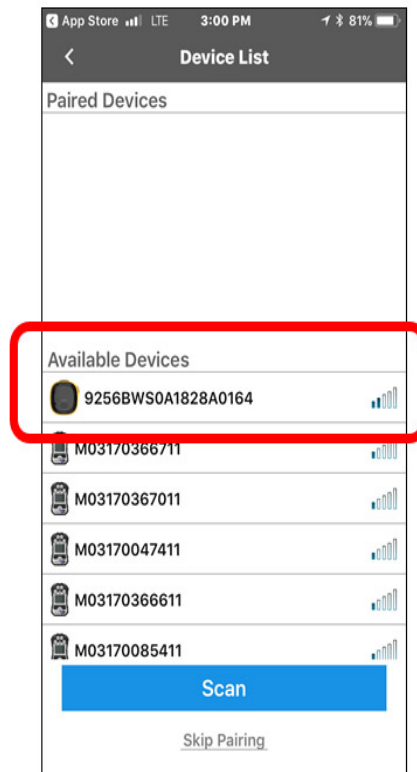 App Store LTE 3:00 PM 81%
Device List
Paired Devices
Available Devices
9256BWS0A1828A0164
M03170366711
M03170367011
M03170047411
M03170366611
M03170085411
Scan
Skip Pairing